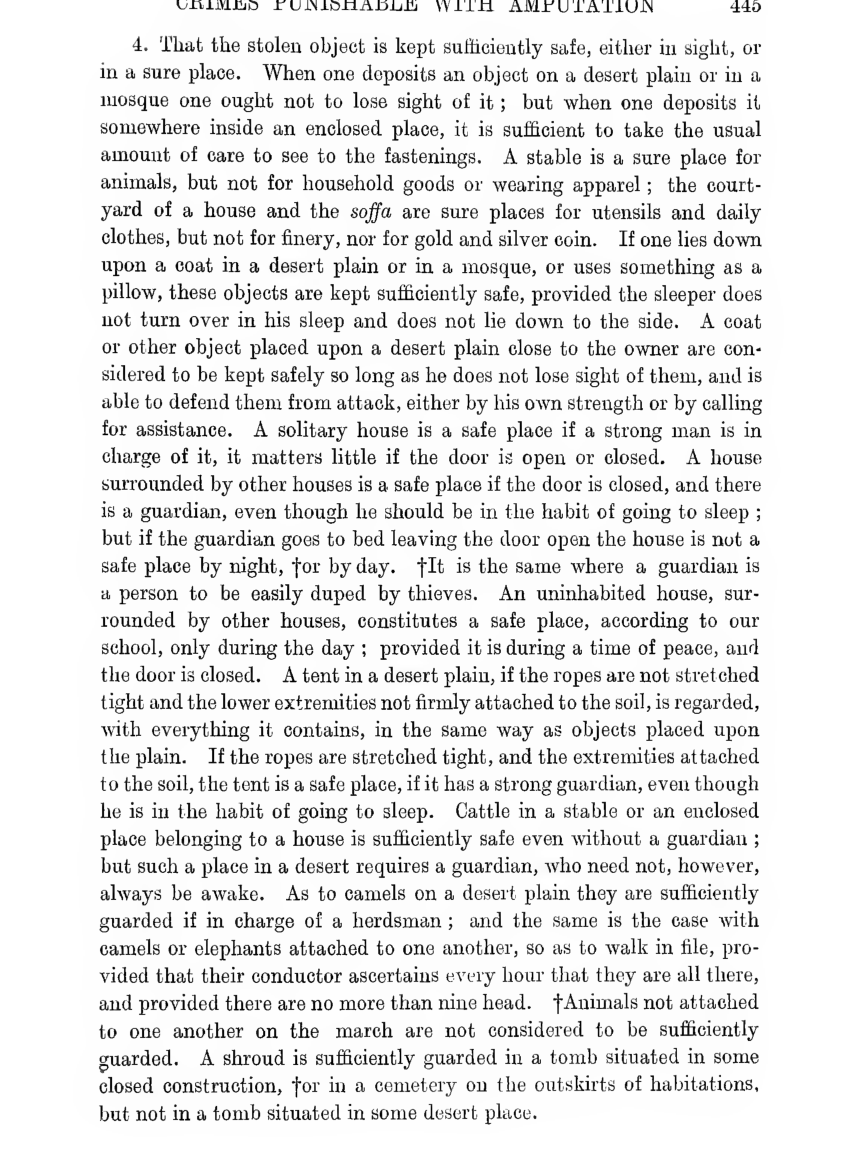 CRIMES PUNISHABLE WITH AMPUTATION 445
4. That the stolen object is kept sufficiently safe, either in sight, or
in a sure place. When one deposits an object on a desert plain or in a
mosque one ought not to lose sight of it ; but when one deposits it
somewhere inside an enclosed place, it is sufficient to take the usual
amount of care to see to the fastenings. A stable is a sure place for
animals, but not for household goods or wearing apparel ; the court-
yard of a house and the soffa are sure places for utensils and daily
clothes, but not for finery, nor for gold and silver coin. If one lies down
upon a coat in a desert plain or in a mosque, or uses something as a
pillow, these objects are kept sufficiently safe, provided the sleeper does
not turn over in his sleep and does not lie down to the side. A coat
or other object placed upon a desert plain close to the owner are con-
sidered to be kept safely so long as he does not lose sight of them, and is
able to defend them from attack, either by his own strength or by calling
for assistance. A solitary house is a safe place if a strong man is in
charge of it, it matters little if the door is open or closed. A house
surrounded by other houses is a safe place if the door is closed, and there
is a guardian, even though he should be in the habit of going to sleep ;
but if the guardian goes to bed leaving the door open the house is not a
safe place by night, †or by day. †It is the same where a guardian is
a person to be easily duped by thieves. An uninhabited house, sur-
rounded by other houses, constitutes a safe place, according to our
school, only during the day ; provided it is during a time of peace, and
the door is closed. A tent in a desert plain, if the ropes are not stretched
tight and the lower extremities not firmly attached to the soil, is regarded,
with everything it contains, in the same way as objects placed upon
the plain. If the ropes are stretched tight, and the extremities attached
to the soil, the tent is a safe place, if it has a strong guardian, even though
he is in the habit of going to sleep. Cattle in a stable or an enclosed
place belonging to a house is sufficiently safe even without a guardian ;
but such a place in a desert requires a guardian, who need not, however,
always be awake. As to camels on a desert plain they are sufficiently
guarded if in charge of a herdsman ; and the same is the case with
camels or elephants attached to one another, so as to walk in file, pro-
vided that their conductor ascertains every hour that they are all there,
and provided there are no more than nine head. †Animals not attached
to one another on the march are not considered to be sufficiently
guarded. A shroud is sufficiently guarded in a tomb situated in some
closed construction, †or in a cemetery on the outskirts of habitations,
but not in a tomb situated in some desert place.